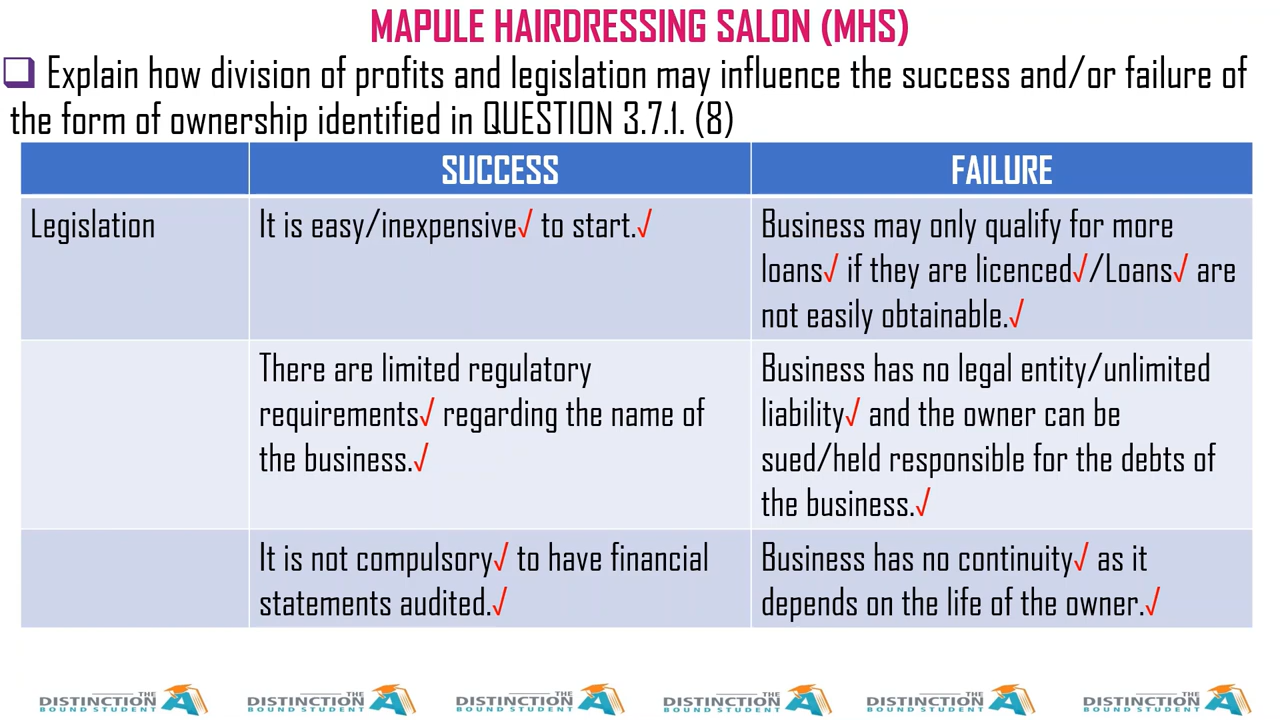 MAPULE HAIRDRESSING SALON (MHS)
Explain how division of profits and legislation may influence the success and/or failure of
the form of ownership identified in QUESTION 3.7.1. (8)
SUCCESS
FAILURE
Legislation
It is easy/inexpensive√ to start.√
Business may only qualify for more
loans√ if they are licenced√/Loans√ are
not easily obtainable.√
There are limited regulatory
requirements√ regarding the name of
the business.√
Business has no legal entity/unlimited
liability√ and the owner can be
sued/held responsible for the debts of
the business.√
It is not compulsory√ to have financial
statements audited.√
Business has no continuity√ as it
depends on the life of the owner.√
THE
DISTINCTION
BOUND STUDENT
A
THE
DISTINCTION
BOUND STUDENT
A
THE
DISTINCTION
BOUND STUDENT
A
THE
DISTINCTION
BOUND STUDENT
A
THE
DISTINCTION
BOUND STUDENT
A
THE
DISTINCTION
BOUND STUDENT
A